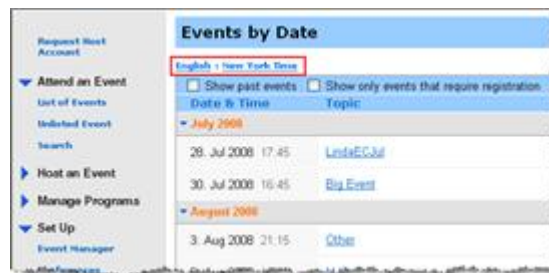 Request Host
Account
Attend an Event
List of Events
Unlisted Event
Search
Host an Event
Manage Programs
Set Up
Event Manager
Preferences
Events by Date
English : New York Time
Show past events Show only events that require registration
Date & Time Topic
July 2008
28. Jul 2008 17:45 LindaECJul
30. Jul 2008 16:45 Big Event
August 2008
3. Aug 2008 21:15 Other